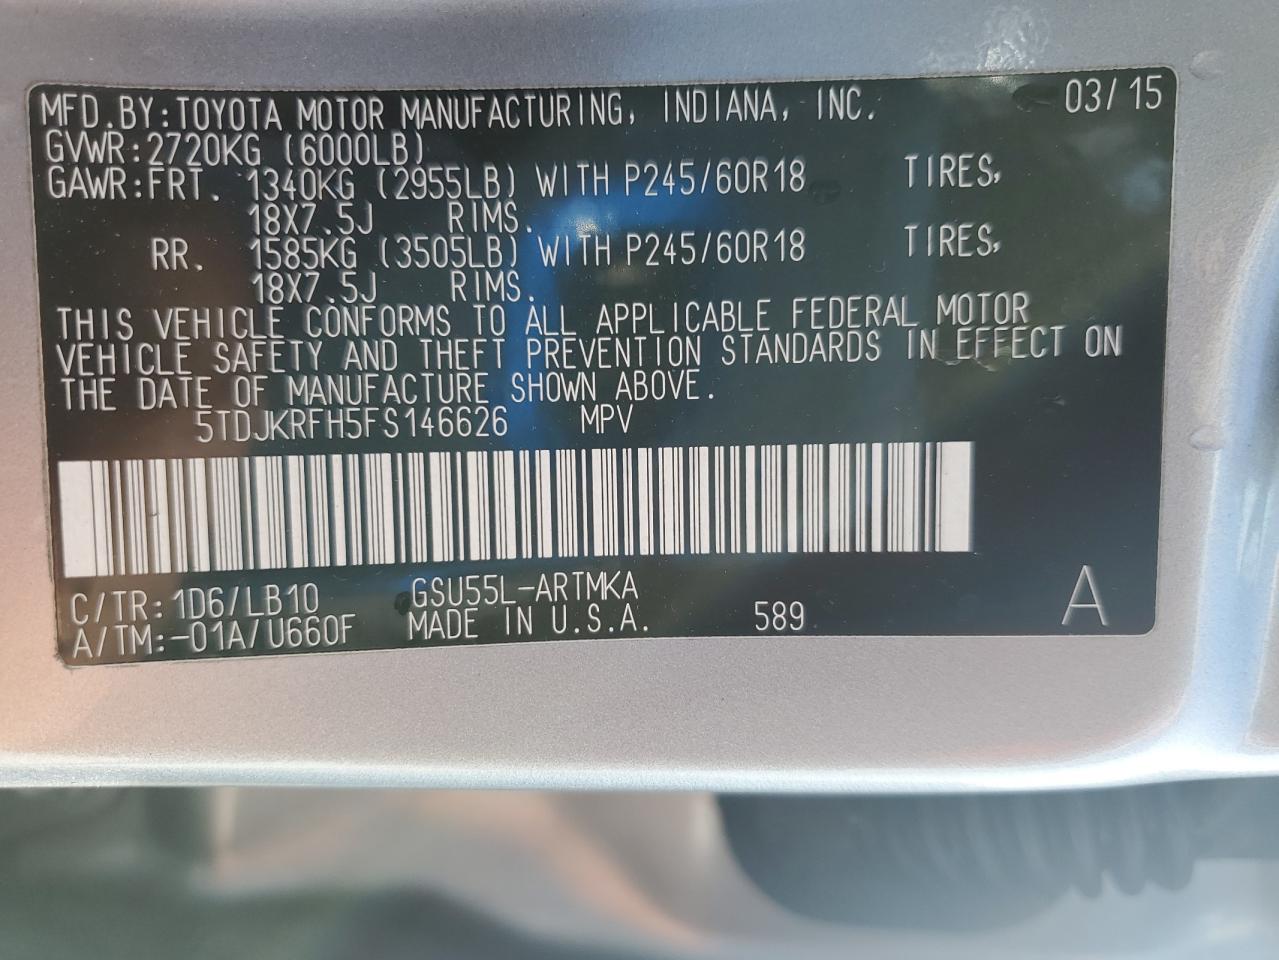 MFD.BY:TOYOTA MOTOR MANUFACTURING, INDIANA, INC. 03/15
GVWR:2720KG (6000LB)
GAWR:FRT. 1340KG (2955LB) WITH P245/60R18 TIRES,
18X7.5J RIMS.
RR. 1585KG (3505LB) WITH P245/60R18 TIRES,
18X7.5J RIMS.
THIS VEHICLE CONFORMS TO ALL APPLICABLE FEDERAL MOTOR
VEHICLE SAFETY AND THEFT PREVENTION STANDARDS IN EFFECT ON
THE DATE OF MANUFACTURE SHOWN ABOVE.
5TDJKRFH5FS146626 MPV
C/TR:1D6/LB10 GSU55L-ARTMKA
A/TM:-01A/U660F MADE IN U.S.A. 589 A